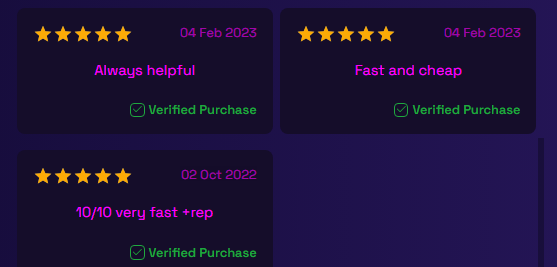 04 Feb 2023
Always helpful
Verified Purchase
04 Feb 2023
Fast and cheap
Verified Purchase
02 Oct 2022
10/10 very fast +rep
Verified Purchase